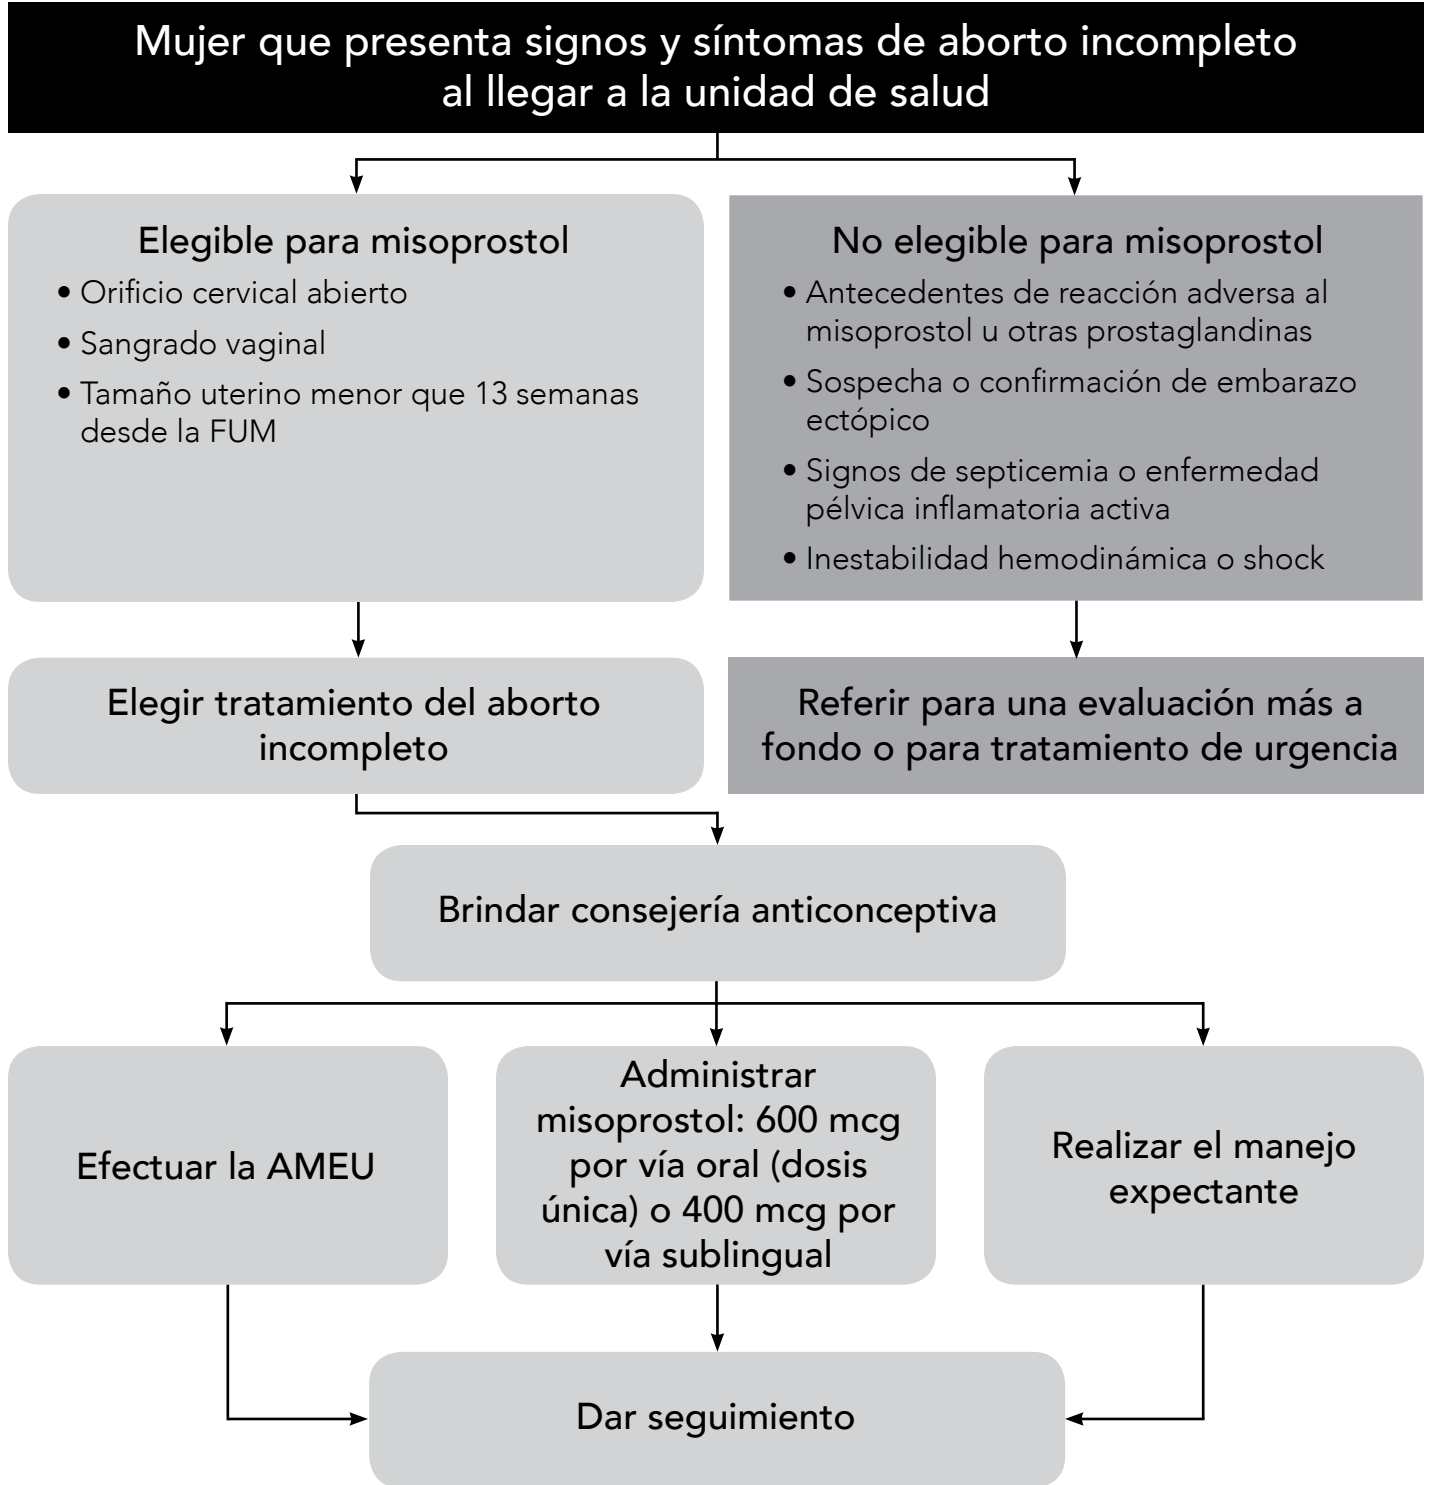 Mujer que presenta signos y síntomas de aborto incompleto
al llegar a la unidad de salud
Elegible para misoprostol
• Orificio cervical abierto
• Sangrado vaginal
• Tamaño uterino menor que 13 semanas
desde la FUM
No elegible para misoprostol
• Antecedentes de reacción adversa al
misoprostol u otras prostaglandinas
• Sospecha o confirmación de embarazo
ectópico
• Signos de septicemia o enfermedad
pélvica inflamatoria activa
• Inestabilidad hemodinámica o shock
Elegir tratamiento del aborto
incompleto
Referir para una evaluación más a
fondo o para tratamiento de urgencia
Brindar consejería anticonceptiva
Efectuar la AMEU
Administrar
misoprostol: 600 mcg
por vía oral (dosis
única) o 400 mcg por
vía sublingual
Realizar el manejo
expectante
Dar seguimiento